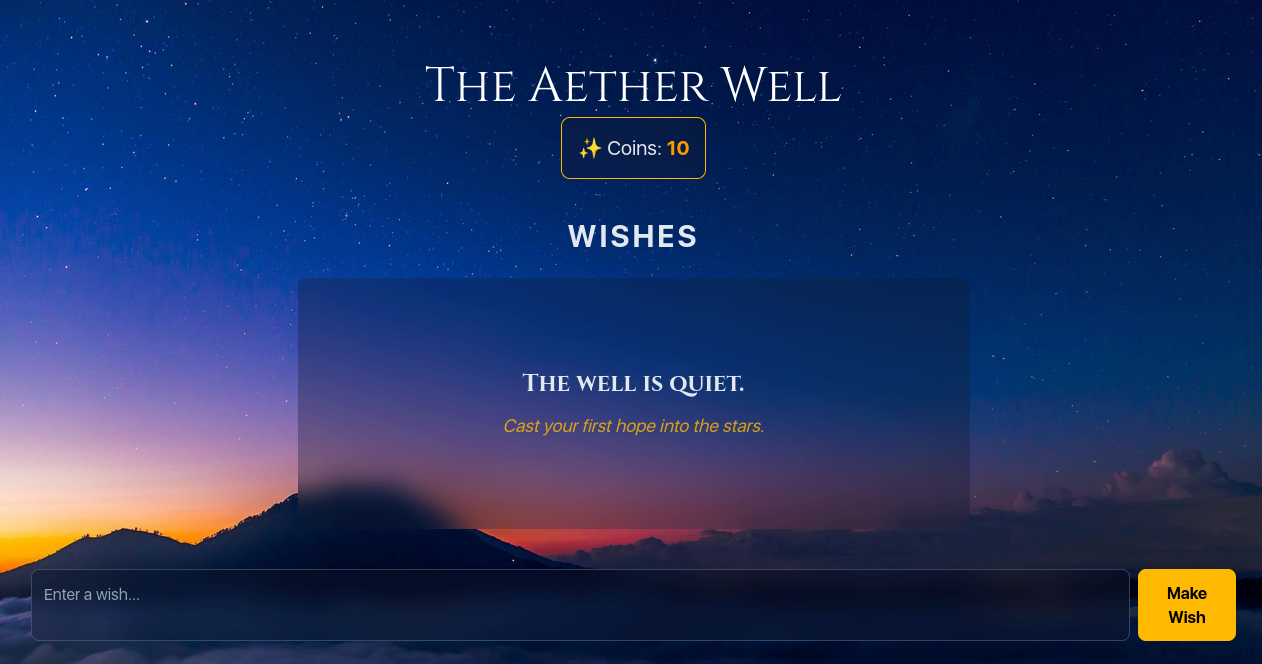 The Aether Well
✨ Coins: 10
WISHES
The well is quiet.
Cast your first hope into the stars.
Enter a wish...
Make
Wish